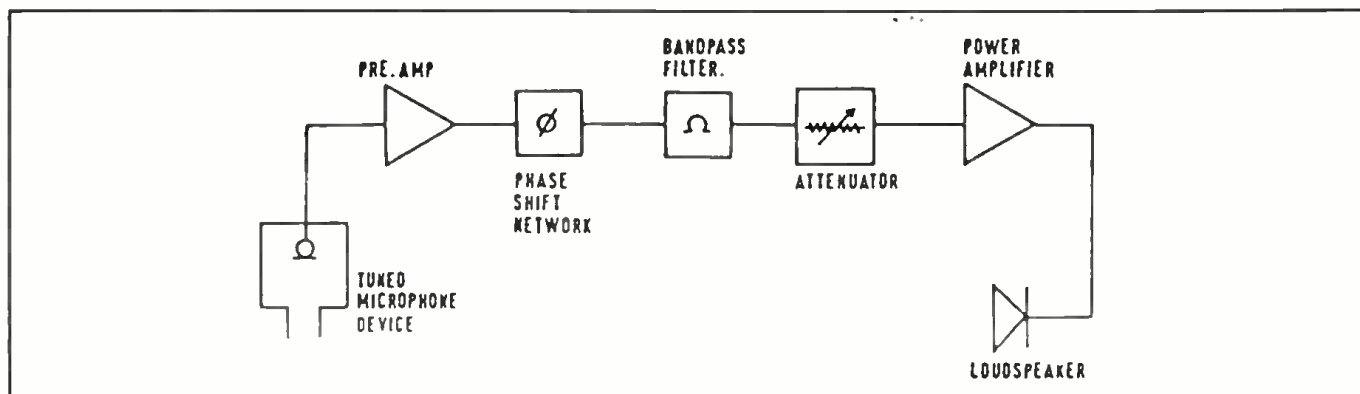 PRE.AMP
BANDPASS
FILTER.
POWER
AMPLIFIER
ø
Ω
PHASE
SHIFT
NETWORK
ATTENUATOR
TUNED
MICROPHONE
DEVICE
LOUDSPEAKER